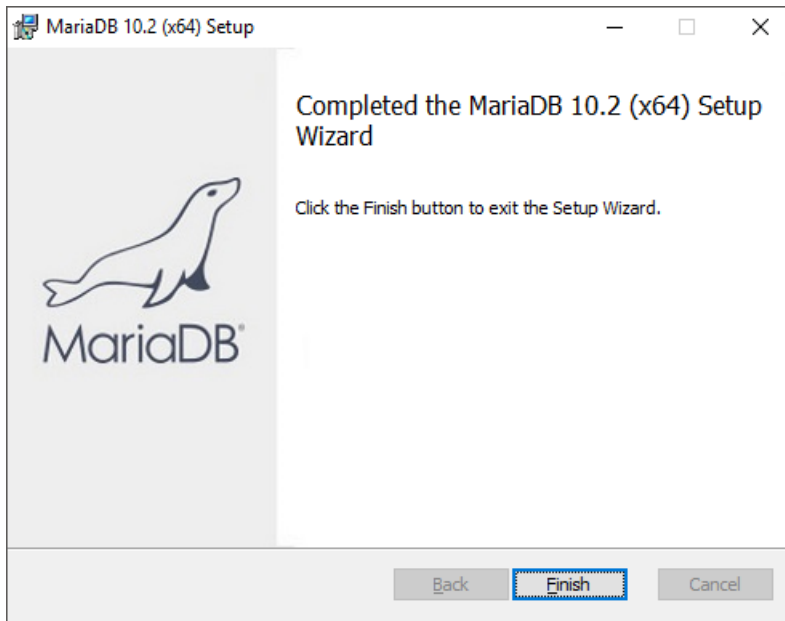 MariaDB 10.2 (x64) Setup
Completed the MariaDB 10.2 (x64) Setup
Wizard
Click the Finish button to exit the Setup Wizard.
MariaDB®
Back
Finish
Cancel